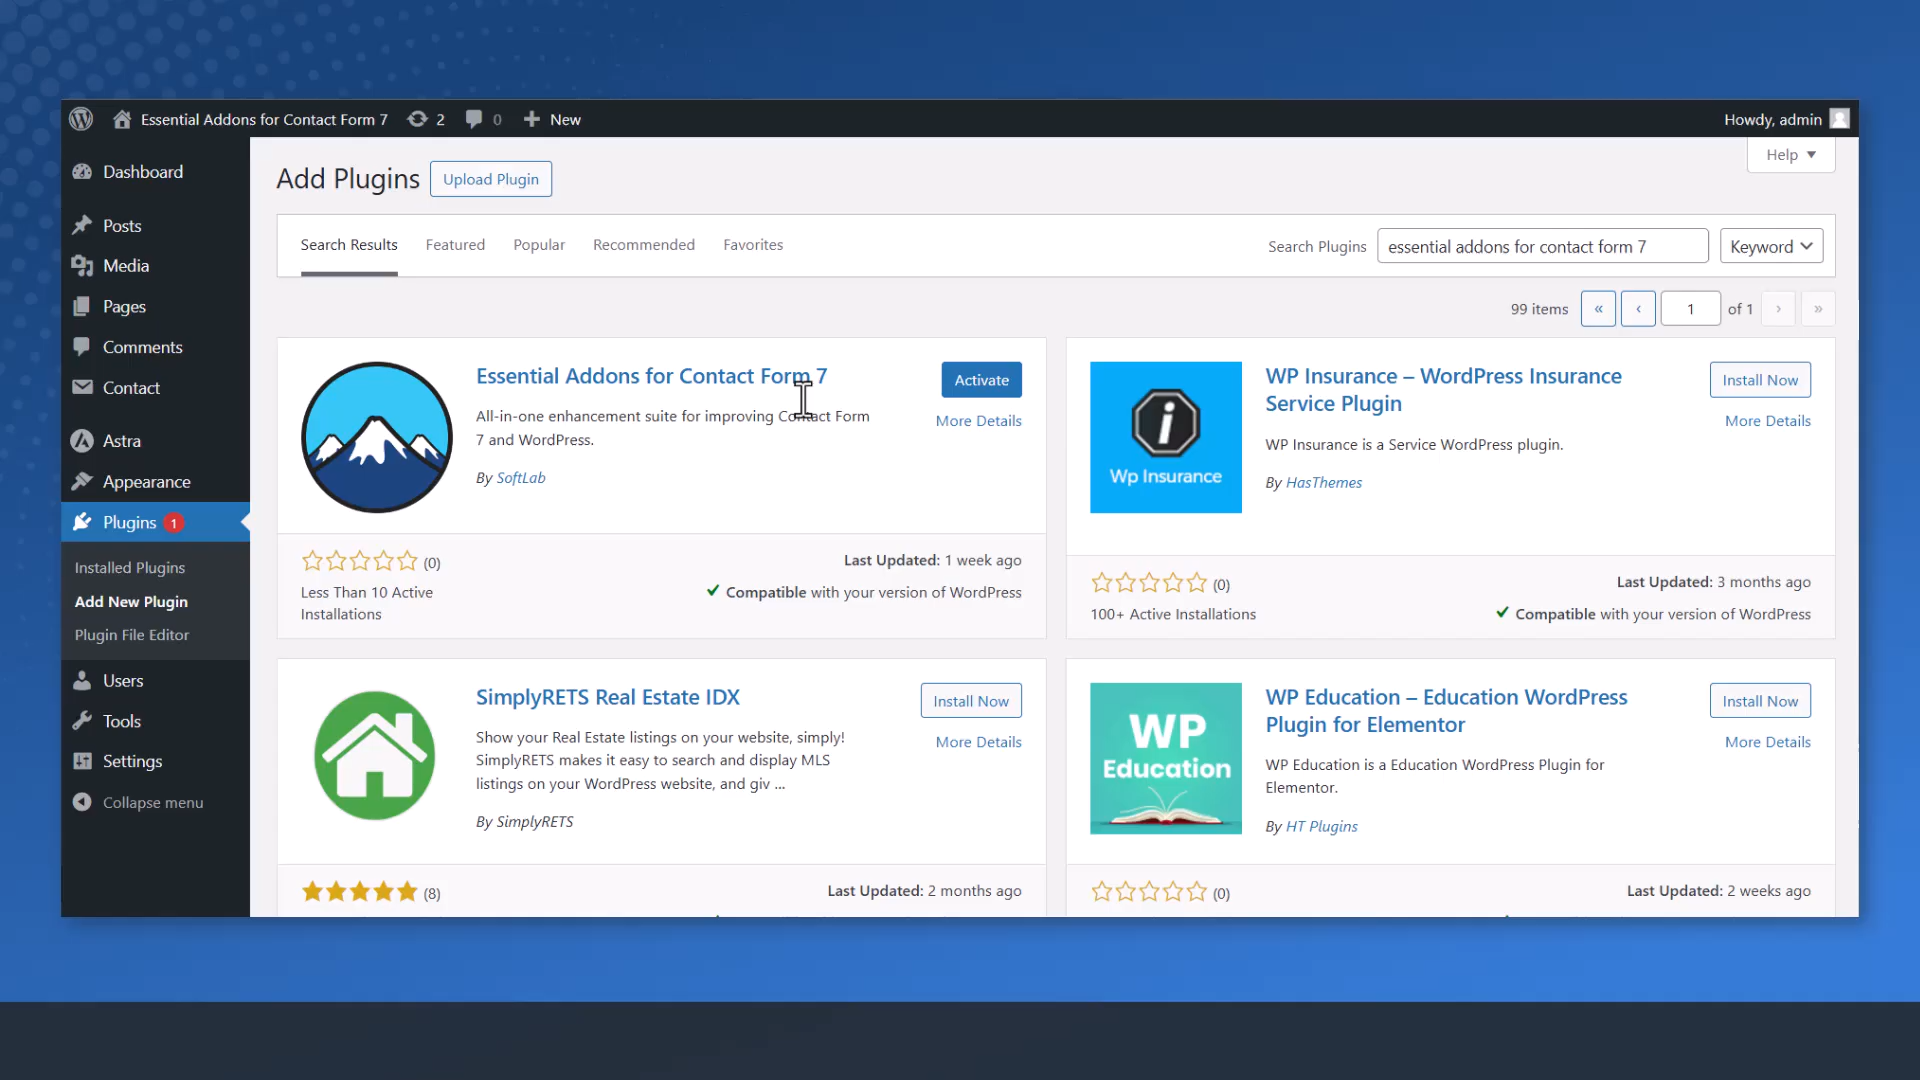 Essential Addons for Contact Form 7 2 0 New Howdy, admin
Help
Dashboard
Posts
Media
Pages
Comments
Contact
Astra
Appearance
Plugins 1
Installed Plugins
Add New Plugin
Plugin File Editor
Users
Tools
Settings
Collapse menu
Add Plugins Upload Plugin
Search Results Featured Popular Recommended Favorites Search Plugins essential addons for contact form 7 Keyword
99 items « ‹ 1 of 1 › »
Essential Addons for Contact Form 7
Activate
More Details
All-in-one enhancement suite for improving Contact Form
7 and WordPress.
By SoftLab
(0)
Less Than 10 Active
Installations
Last Updated: 1 week ago
Compatible with your version of WordPress
i
Wp Insurance
WP Insurance – WordPress Insurance
Service Plugin
Install Now
More Details
WP Insurance is a Service WordPress plugin.
By HasThemes
(0)
100+ Active Installations
Last Updated: 3 months ago
Compatible with your version of WordPress
SimplyRETS Real Estate IDX
Install Now
More Details
Show your Real Estate listings on your website, simply!
SimplyRETS makes it easy to search and display MLS
listings on your WordPress website, and giv ...
By SimplyRETS
(8)
Last Updated: 2 months ago
WP
Education
WP Education – Education WordPress
Plugin for Elementor
Install Now
More Details
WP Education is a Education WordPress Plugin for
Elementor.
By HT Plugins
(0)
Last Updated: 2 weeks ago